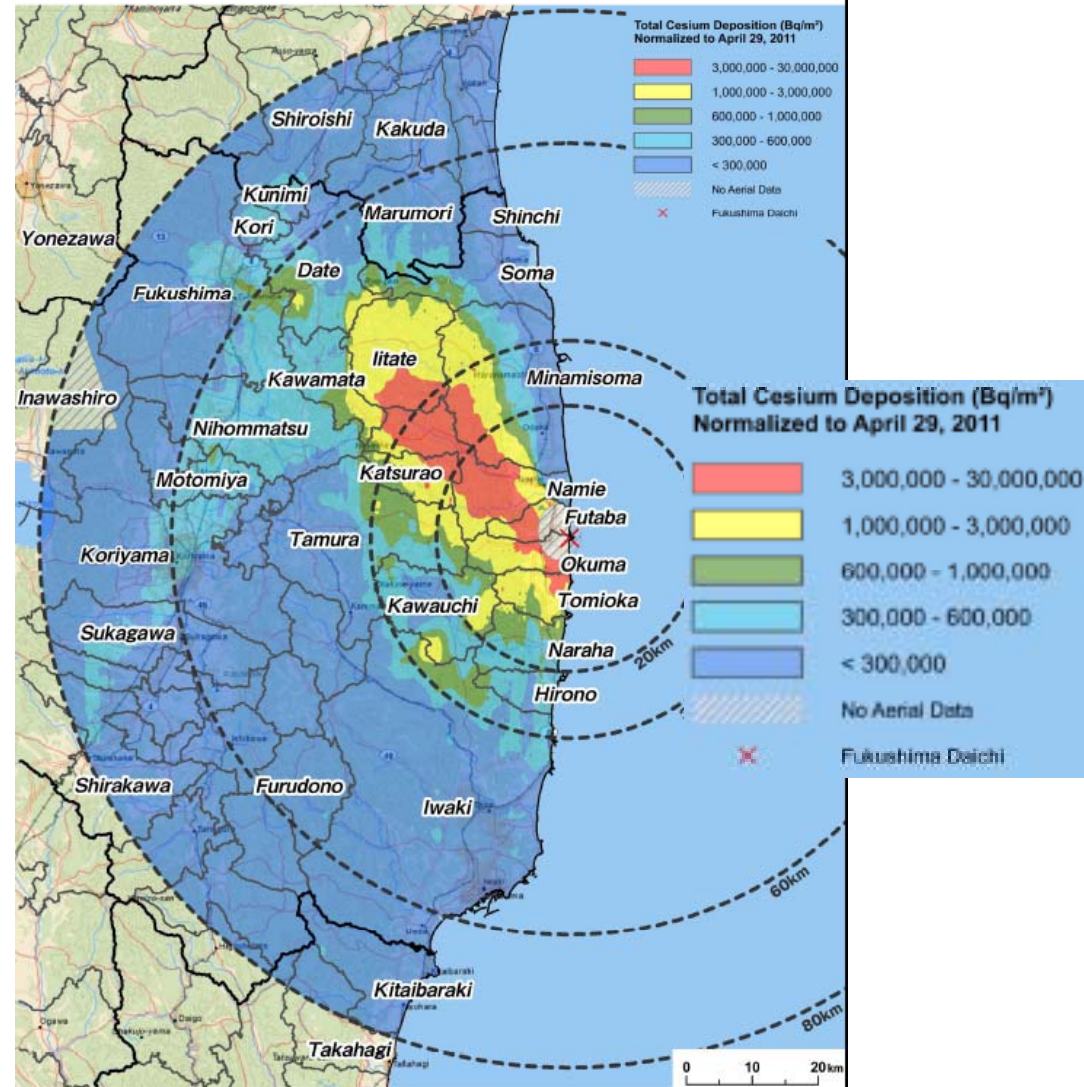 Total Cesium Deposition (Bq/m²)
Normalized to April 29, 2011
3,000,000 - 30,000,000
1,000,000 - 3,000,000
600,000 - 1,000,000
300,000 - 600,000
< 300,000
No Aerial Data
Fukushima Daichi
Shiroishi
Kakuda
Kunimi
Kori
Marumori
Shinchi
Yonezawa
Yonezawa
13
Date
Soma
Fukushima
Iitate
Kawamata
Minamisoma
Inawashiro
Nihommatsu
Motomiya
Katsurao
Namie
Futaba
Tamura
Koriyama
Okuma
Kawauchi
Tomioka
Sukagawa
Naraha
20km
Hirono
Shirakawa
Furudono
Iwaki
60km
Kitaibaraki
80km
Takahagi
Ogawa
Daigo
0 10 20km
Total Cesium Deposition (Bq/m²)
Normalized to April 29, 2011
3,000,000 - 30,000,000
1,000,000 - 3,000,000
600,000 - 1,000,000
300,000 - 600,000
< 300,000
No Aerial Data
Fukushima Daichi